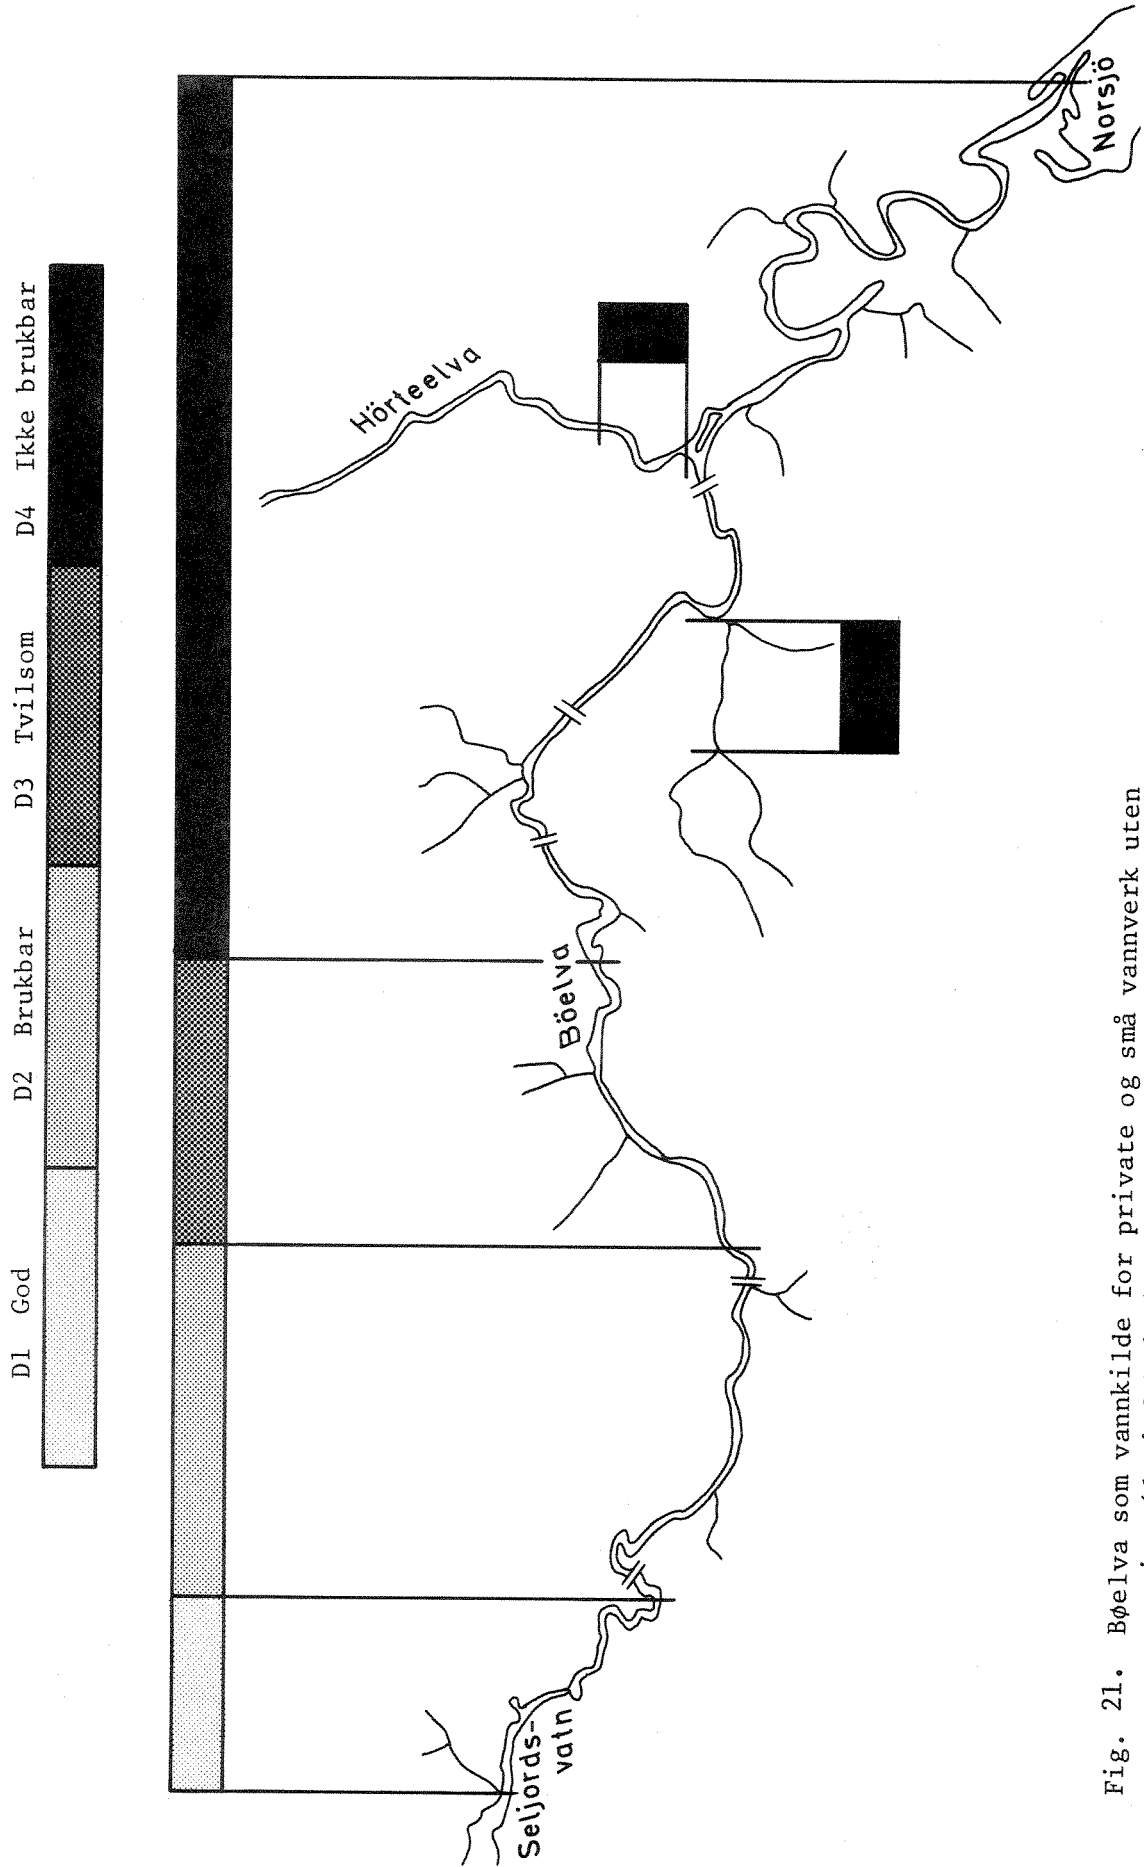 D1 God   D2 Brukbar   D3 Tvilsom   D4 Ikke brukbar
Hörteelva
Böelva
Seljords-
vatn
Norsjö
Fig. 21. Bøelva som vannkilde for private og små vannverk uten